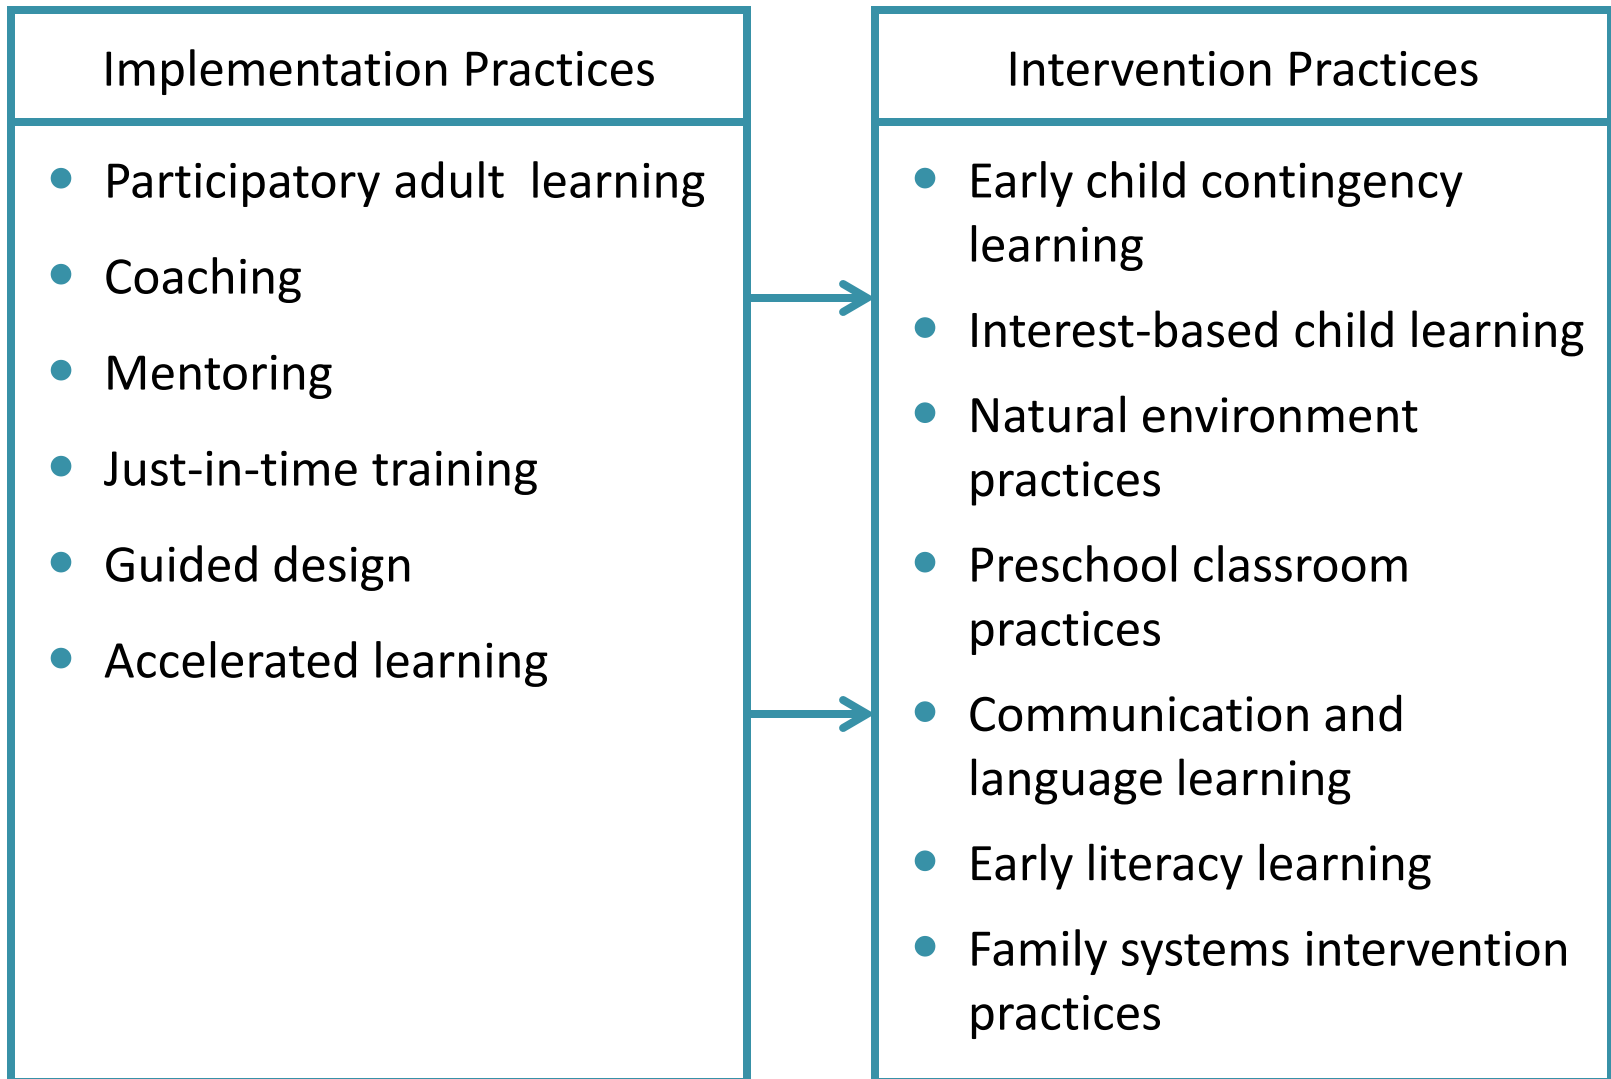 Implementation Practices
• Participatory adult  learning
• Coaching
• Mentoring
• Just-in-time training
• Guided design
• Accelerated learning
Intervention Practices
• Early child contingency
learning
• Interest-based child learning
• Natural environment
practices
• Preschool classroom
practices
• Communication and
language learning
• Early literacy learning
• Family systems intervention
practices